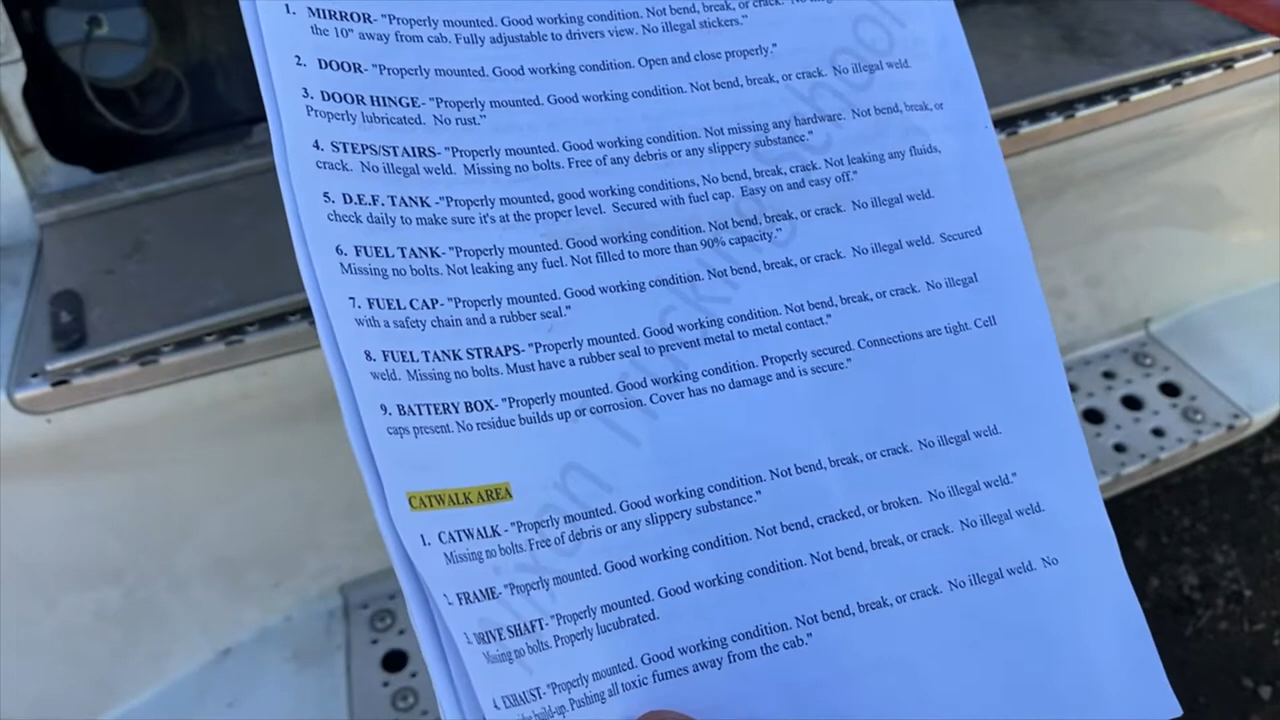 1. MIRROR- "Properly mounted. Good working condition. Not bend, break, or crack. No
the 10" away from cab. Fully adjustable to drivers view. No illegal stickers."
2. DOOR- "Properly mounted. Good working condition. Open and close properly."
3. DOOR HINGE- "Properly mounted. Good working condition. Not bend, break, or crack. No illegal weld.
Properly lubricated. No rust."
4. STEPS/STAIRS- "Properly mounted. Good working condition. Not missing any hardware. Not bend, break, or
crack. No illegal weld. Missing no bolts. Free of any debris or any slippery substance."
5. D.E.F. TANK -"Properly mounted, good working conditions, No bend, break, crack. Not leaking any fluids,
check daily to make sure it's at the proper level. Secured with fuel cap. Easy on and easy off."
6. FUEL TANK- "Properly mounted. Good working condition. Not bend, break, or crack. No illegal weld.
Missing no bolts. Not leaking any fuel. Not filled to more than 90% capacity."
7. FUEL CAP- "Properly mounted. Good working condition. Not bend, break, or crack. No illegal weld. Secured
with a safety chain and a rubber seal."
8. FUEL TANK STRAPS- "Properly mounted. Good working condition. Not bend, break, or crack. No illegal
weld. Missing no bolts. Must have a rubber seal to prevent metal to metal contact."
9. BATTERY BOX- "Properly mounted. Good working condition. Properly secured. Connections are tight. Cell
caps present. No residue builds up or corrosion. Cover has no damage and is secure."
CATWALK AREA
1. CATWALK - "Properly mounted. Good working condition. Not bend, break, or crack. No illegal weld.
Missing no bolts. Free of debris or any slippery substance."
2. FRAME- "Properly mounted. Good working condition. Not bend, cracked, or broken. No illegal weld."
3. DRIVE SHAFT- "Properly mounted. Good working condition. Not bend, break, or crack. No illegal weld.
Missing no bolts. Properly lucubrated.
4. EXHAUST- "Properly mounted. Good working condition. Not bend, break, or crack. No illegal weld. No
build-up. Pushing all toxic fumes away from the cab."
Trucking School